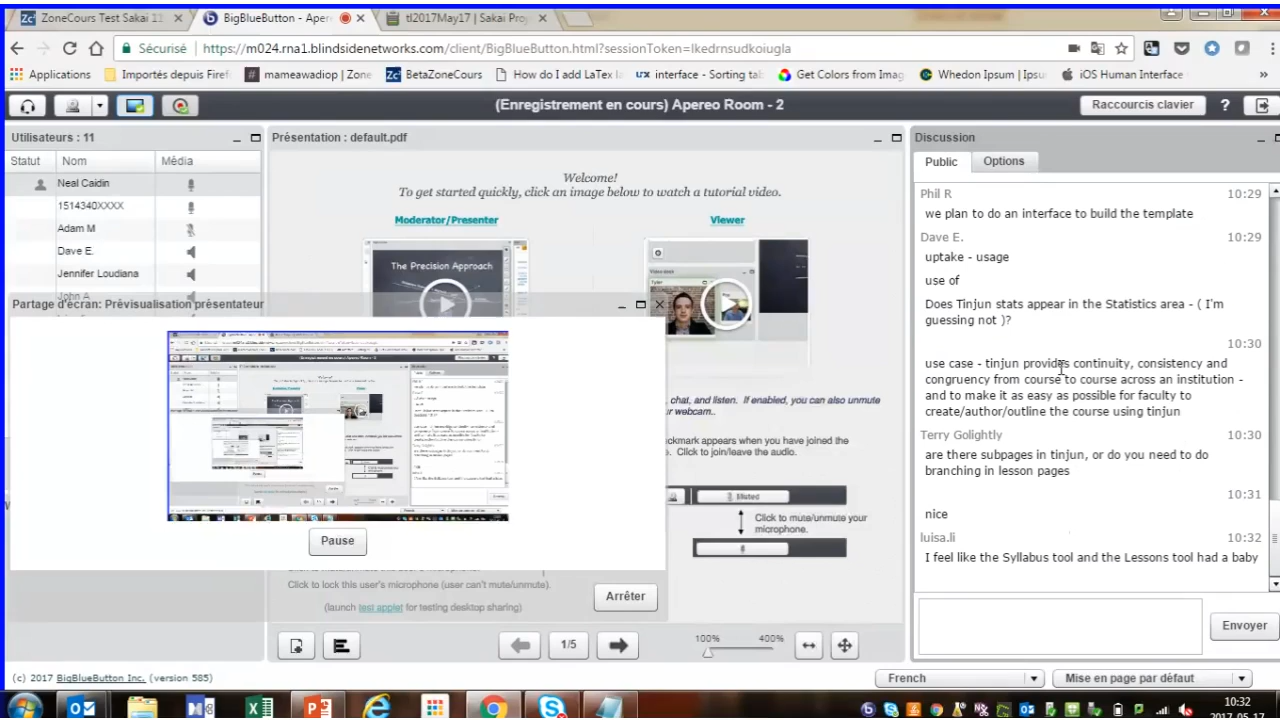 ZoneCours Test Sakai 11
BigBlueButton - Apere
tl2017May17 | Sakai Proj
Sécurisé
https://m024.rna1.blindsidenetworks.com/client/BigBlueButton.html?sessionToken=lkedrnsudkoiugla
Applications
Importés depuis Firef
mameawadiop | Zone
BetaZoneCours
How do I add LaTex
interface - Sorting tab
Get Colors from Imag
Whedon Ipsum | Ipsu
iOS Human Interface
(Enregistrement en cours) Apereo Room - 2
Raccourcis clavier
?
Utilisateurs : 11
Statut
Nom
Média
Neal Caidin
1514340XXXX
Adam M
Dave E.
Jennifer Loudiana
John A
Présentation : default.pdf
Welcome!
To get started quickly, click an image below to watch a tutorial video.
Moderator/Presenter
Viewer
The Precision Approach
Partage d'écran: Prévisualisation présentateur
Pause
Arrêter
, chat, and listen. If enabled, you can also unmute
webcam..
ckmark appears when you have joined the
Click to join/leave the audio.
Muted
Click to mute/unmute your
microphone.
Click to lock this user's microphone (user can't mute/unmute).
(launch test applet for testing desktop sharing)
1/5
100%
400%
Discussion
Public
Options
Phil R
10:29
we plan to do an interface to build the template
Dave E.
10:29
uptake - usage
use of
Does Tinjun stats appear in the Statistics area - ( I'm
guessing not )?
10:30
use case - tinjun provides continuity, consistency and
congruency from course to course across an institution -
and to make it as easy as possible for faculty to
create/author/outline the course using tinjun
Terry Golightly
10:30
are there subpages in tinjun, or do you need to do
branching in lesson pages
10:31
nice
luisa.li
10:32
I feel like the Syllabus tool and the Lessons tool had a baby
Envoyer
(c) 2017 BigBlueButton Inc. (version 585)
French
Mise en page par défaut
10:32
2017-05-17